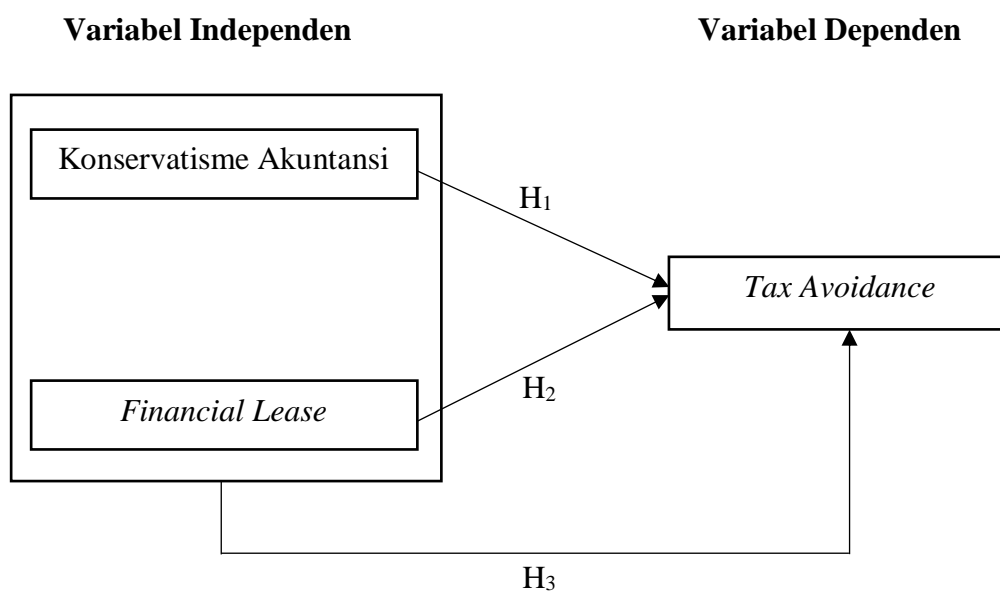 Variabel Independen
Variabel Dependen
Konservatisme Akuntansi
H1
Tax Avoidance
H2
Financial Lease
H3